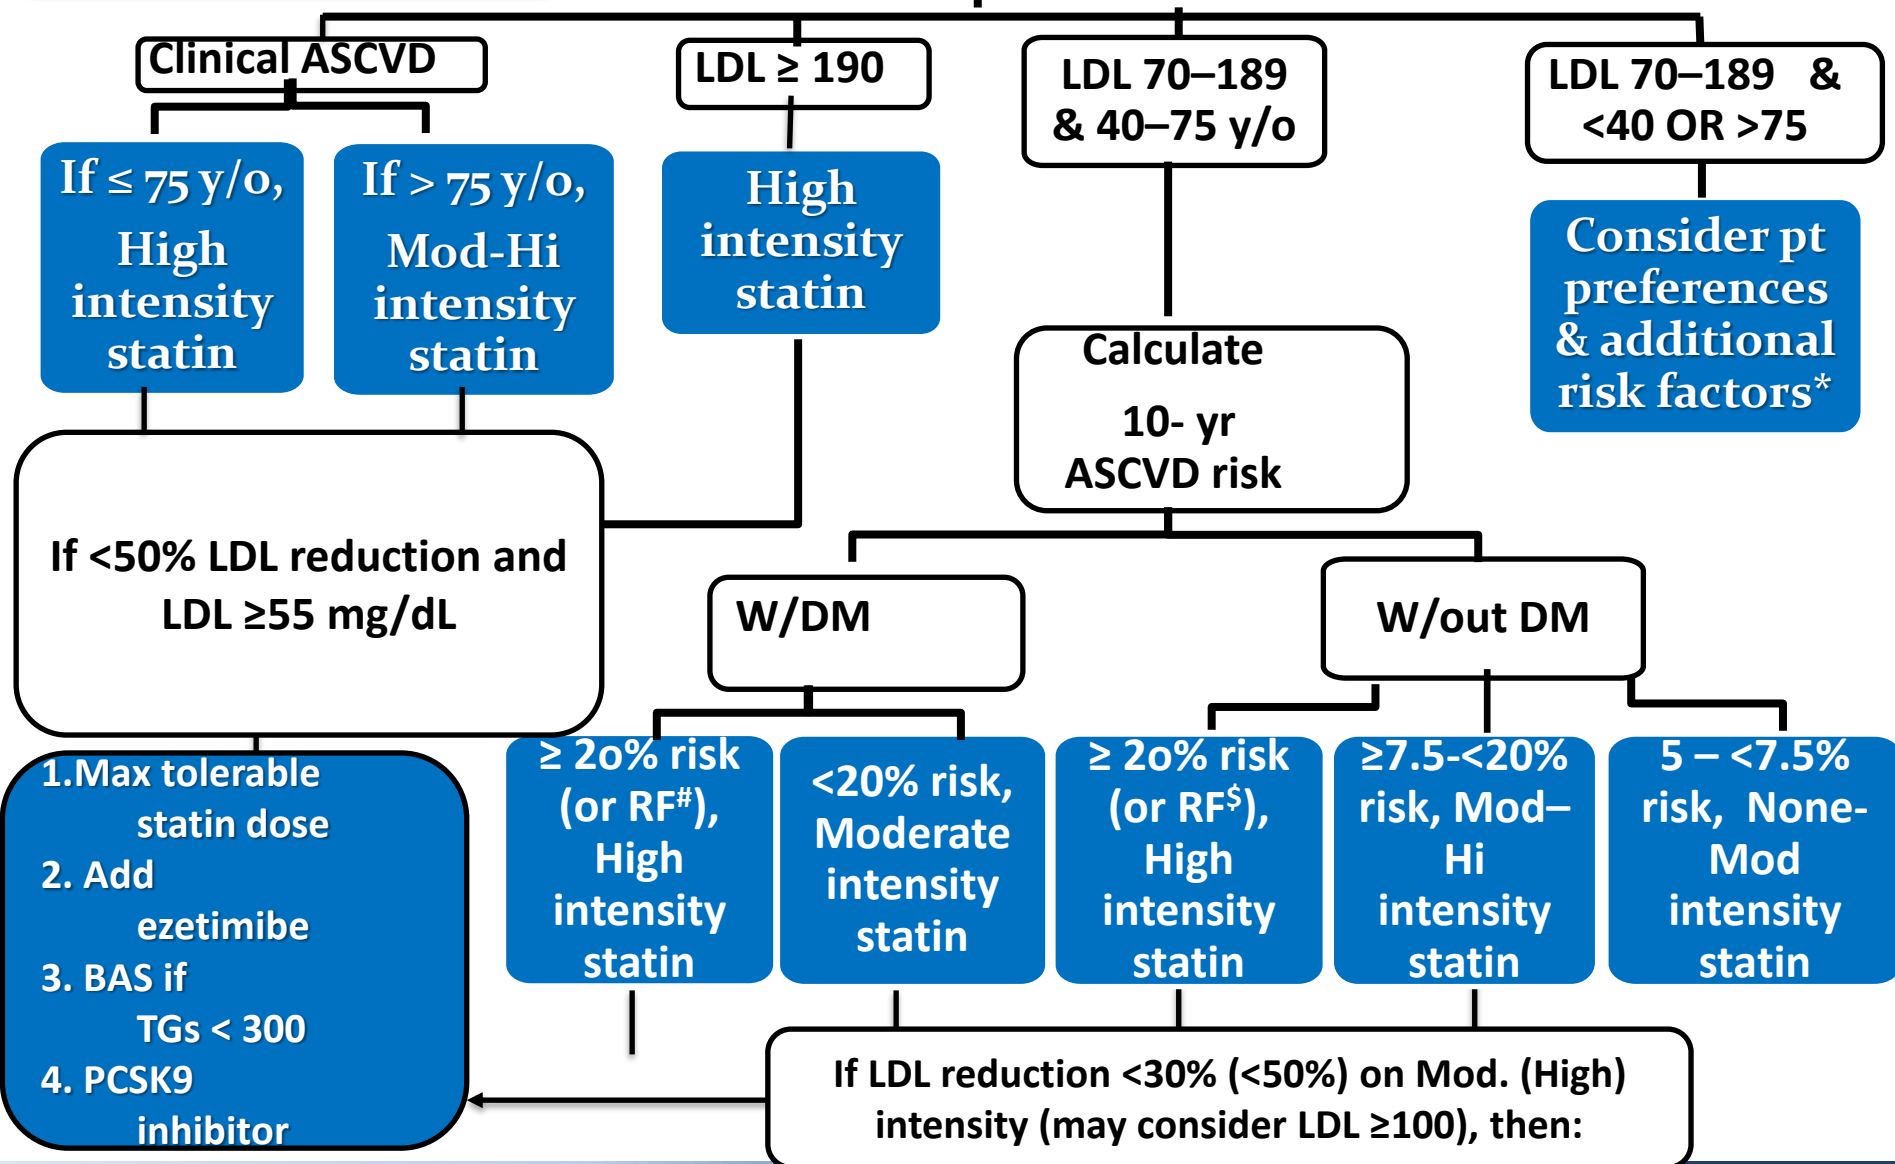 Clinical ASCVD
LDL ≥ 190
LDL 70–189
& 40–75 y/o
LDL 70–189 &
<40 OR >75
If ≤ 75 y/o,
High
intensity
statin
If > 75 y/o,
Mod-Hi
intensity
statin
High
intensity
statin
Consider pt
preferences
& additional
risk factors*
Calculate
10- yr
ASCVD risk
If <50% LDL reduction and
LDL ≥55 mg/dL
W/DM
W/out DM
1.Max tolerable
statin dose
2. Add
ezetimibe
3. BAS if
TGs < 300
4. PCSK9
inhibitor
≥ 2o% risk
(or RF#),
High
intensity
statin
<20% risk,
Moderate
intensity
statin
≥ 2o% risk
(or RF$),
High
intensity
statin
≥7.5-<20%
risk, Mod–
Hi
intensity
statin
5 – <7.5%
risk, None-
Mod
intensity
statin
If LDL reduction <30% (<50%) on Mod. (High)
intensity (may consider LDL ≥100), then: